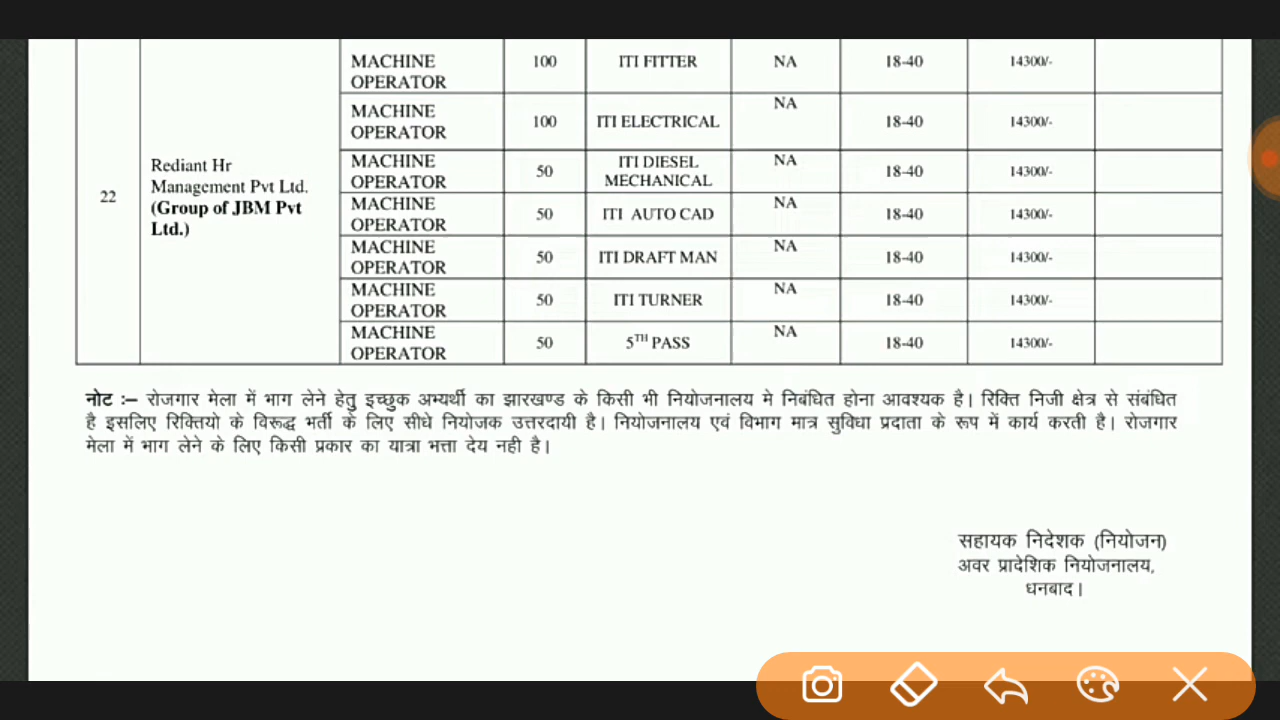 MACHINE OPERATOR 100 ITI FITTER NA 18-40 14300/-
MACHINE OPERATOR 100 ITI ELECTRICAL NA 18-40 14300/-
22 Rediant Hr Management Pvt Ltd. (Group of JBM Pvt Ltd.)
MACHINE OPERATOR 50 ITI DIESEL MECHANICAL NA 18-40 14300/-
MACHINE OPERATOR 50 ITI AUTO CAD NA 18-40 14300/-
MACHINE OPERATOR 50 ITI DRAFT MAN NA 18-40 14300/-
MACHINE OPERATOR 50 ITI TURNER NA 18-40 14300/-
MACHINE OPERATOR 50 5TH PASS NA 18-40 14300/-
नोट :– रोजगार मेला में भाग लेने हेतु इच्छुक अभ्यर्थी का झारखण्ड के किसी भी नियोजनालय मे निबंधित होना आवश्यक है। रिक्ति निजी क्षेत्र से संबंधित
है इसलिए रिक्तियो के विरूद्ध भर्ती के लिए सीधे नियोजक उत्तरदायी है। नियोजनालय एवं विभाग मात्र सुविधा प्रदाता के रूप में कार्य करती है। रोजगार
मेला में भाग लेने के लिए किसी प्रकार का यात्रा भत्ता देय नही है।
सहायक निदेशक (नियोजन)
अवर प्रादेशिक नियोजनालय,
धनबाद।